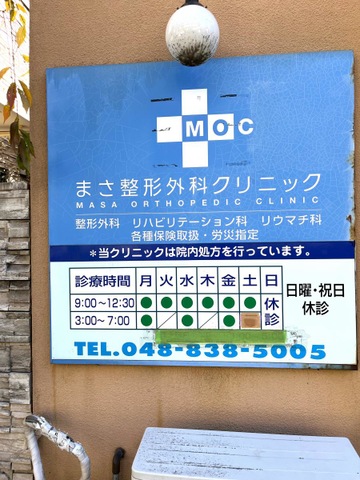 MOC
まさ整形外科クリニック
MASA ORTHOPEDIC CLINIC
整形外科 リハビリテーション科 リウマチ科
各種保険取扱・労災指定
*当クリニックは院内処方を行っています。
診療時間 月 火 水 木 金 土 日
9:00~12:30 ● ● ● ● ● ● 休診
3:00~7:00 ● / ● / ●
日曜・祝日
休診
TEL.048-838-5005